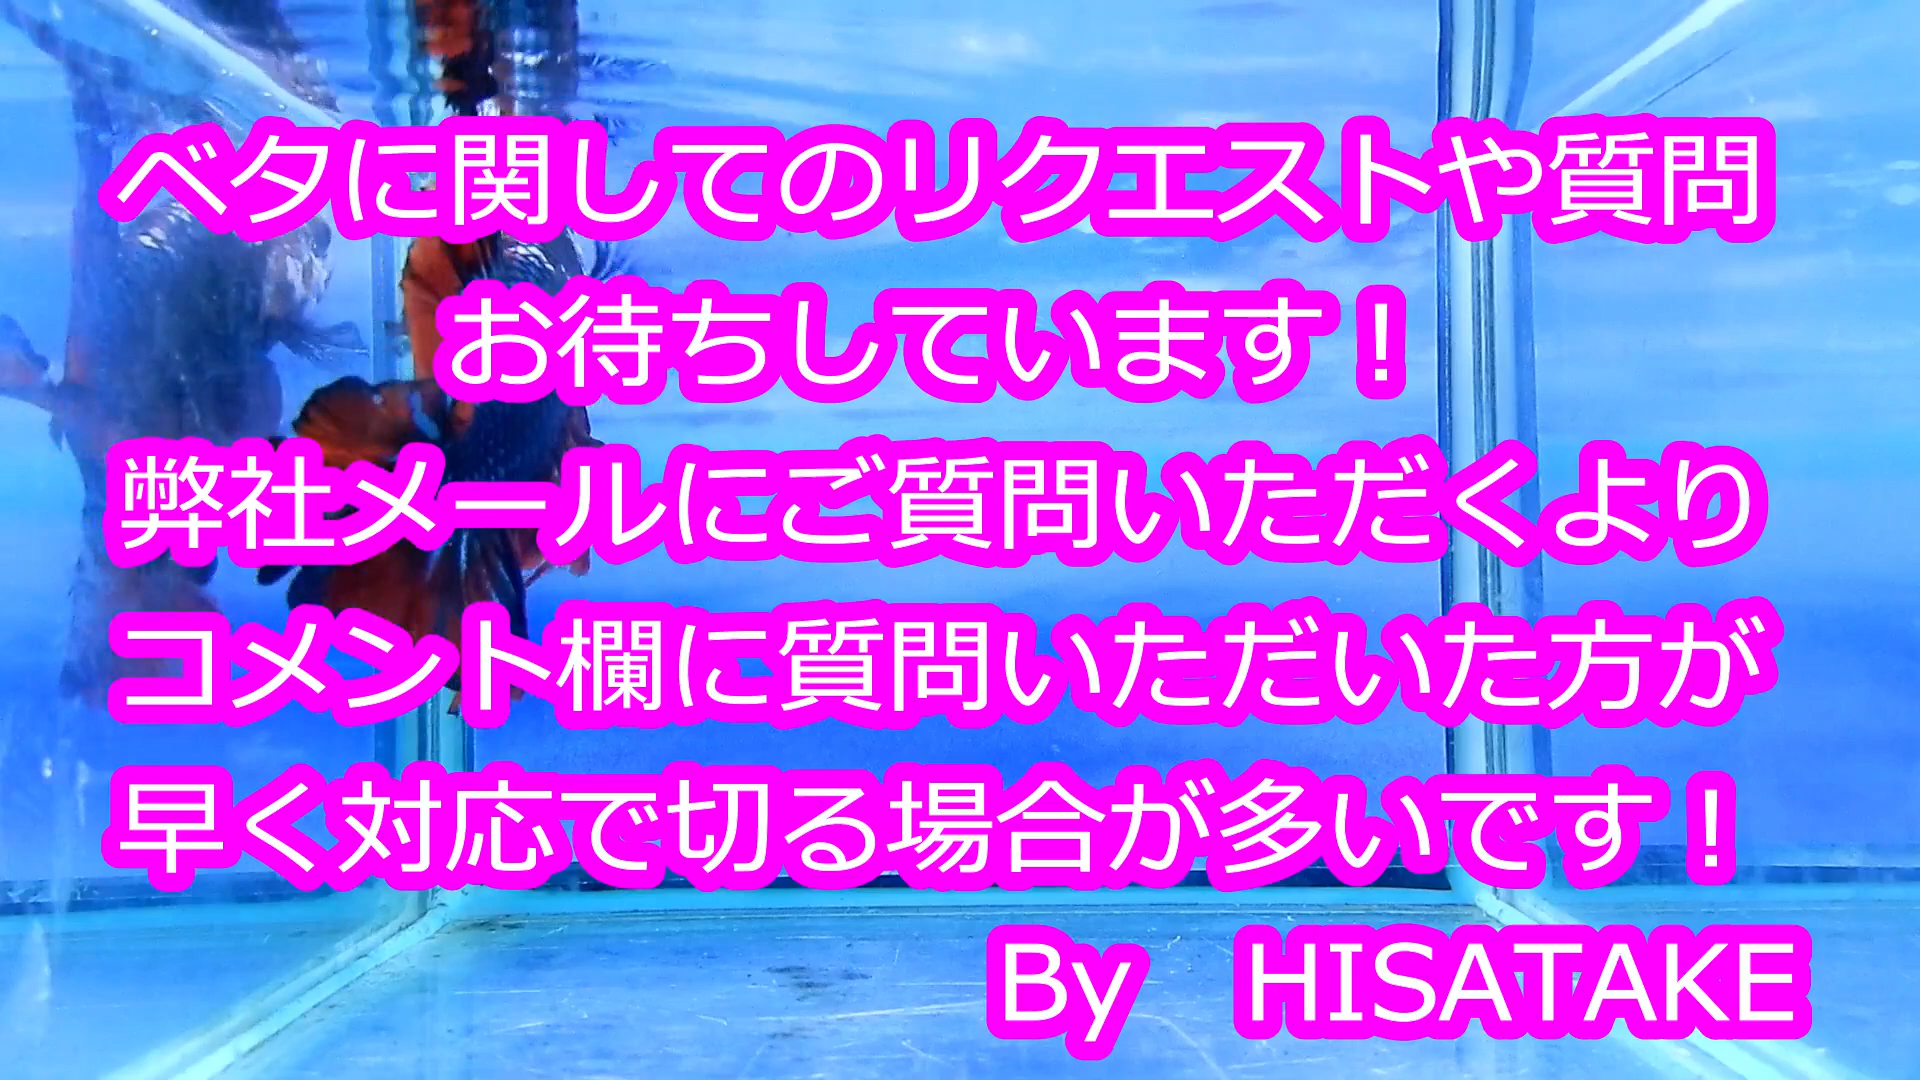 ベタに関してのリクエストや質問
お待ちしています！
弊社メールにご質問いただくより
コメント欄に質問いただいた方が
早く対応で切る場合が多いです！
By　HISATAKE